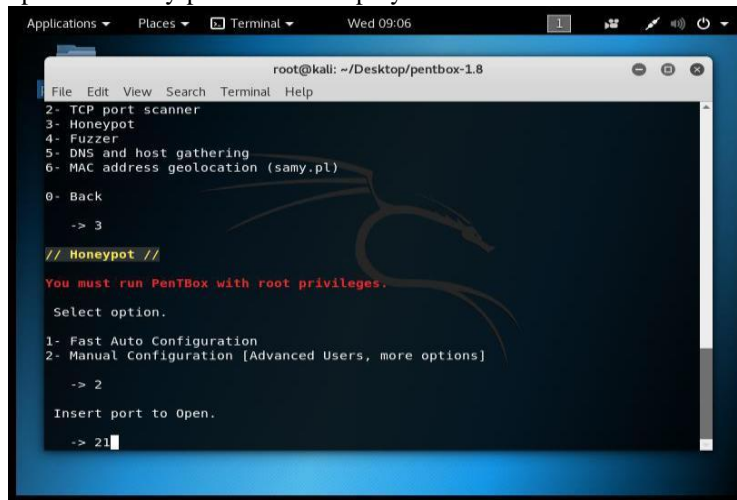 Applications Places Terminal Wed 09:06 1
root@kali: ~/Desktop/pentbox-1.8
File Edit View Search Terminal Help
2- TCP port scanner
3- Honeypot
4- Fuzzer
5- DNS and host gathering
6- MAC address geolocation (samy.pl)
0- Back
-> 3
// Honeypot //
You must run PenTBox with root privileges.
Select option.
1- Fast Auto Configuration
2- Manual Configuration [Advanced Users, more options]
-> 2
Insert port to Open.
-> 21